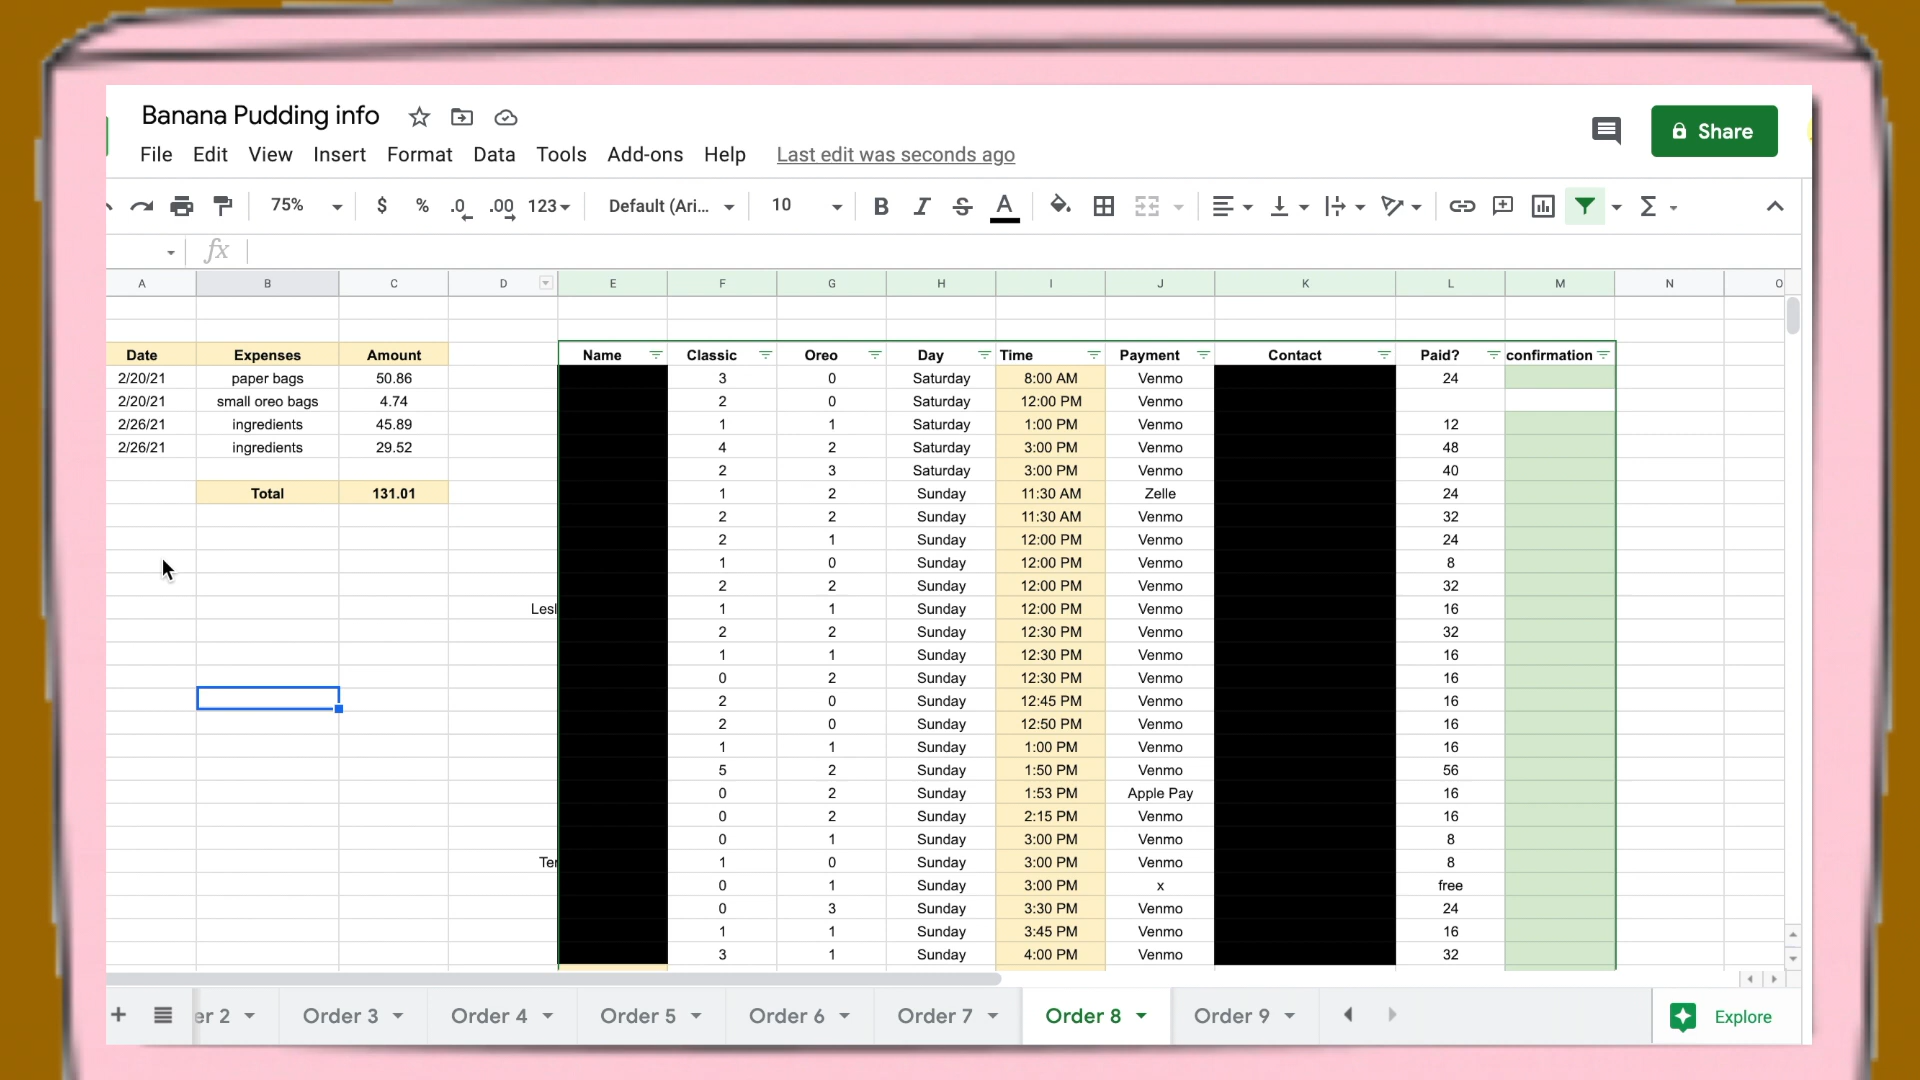 Banana Pudding info
Share
File Edit View Insert Format Data Tools Add-ons Help Last edit was seconds ago
75% $ % .0 .00 123 Default (Ari... 10 B I S A Σ
fx
A B C D E F G H I J K L M N O
Date Expenses Amount Name Classic Oreo Day Time Payment Contact Paid? confirmation
2/20/21 paper bags 50.86 3 0 Saturday 8:00 AM Venmo 24
2/20/21 small oreo bags 4.74 2 0 Saturday 12:00 PM Venmo
2/26/21 ingredients 45.89 1 1 Saturday 1:00 PM Venmo 12
2/26/21 ingredients 29.52 4 2 Saturday 3:00 PM Venmo 48
2 3 Saturday 3:00 PM Venmo 40
Total 131.01 1 2 Sunday 11:30 AM Zelle 24
2 2 Sunday 11:30 AM Venmo 32
2 1 Sunday 12:00 PM Venmo 24
1 0 Sunday 12:00 PM Venmo 8
2 2 Sunday 12:00 PM Venmo 32
Lesl 1 1 Sunday 12:00 PM Venmo 16
2 2 Sunday 12:30 PM Venmo 32
1 1 Sunday 12:30 PM Venmo 16
0 2 Sunday 12:30 PM Venmo 16
2 0 Sunday 12:45 PM Venmo 16
2 0 Sunday 12:50 PM Venmo 16
1 1 Sunday 1:00 PM Venmo 16
5 2 Sunday 1:50 PM Venmo 56
0 2 Sunday 1:53 PM Apple Pay 16
0 2 Sunday 2:15 PM Venmo 16
0 1 Sunday 3:00 PM Venmo 8
Ter 1 0 Sunday 3:00 PM Venmo 8
0 1 Sunday 3:00 PM x free
0 3 Sunday 3:30 PM Venmo 24
1 1 Sunday 3:45 PM Venmo 16
3 1 Sunday 4:00 PM Venmo 32
er 2 Order 3 Order 4 Order 5 Order 6 Order 7 Order 8 Order 9 Explore